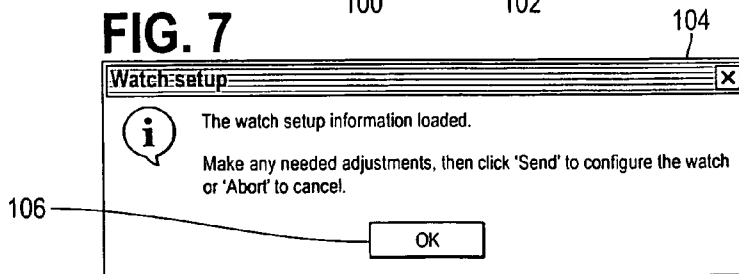 100 102
FIG. 7
104
Watch setup
The watch setup information loaded.
Make any needed adjustments, then click 'Send' to configure the watch
or 'Abort' to cancel.
106
OK